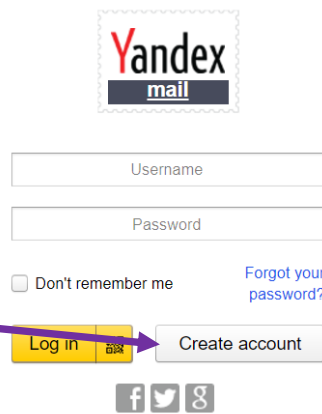 Yandex
mail
Username
Password
Don't remember me
Forgot your
password?
Log in
Create account